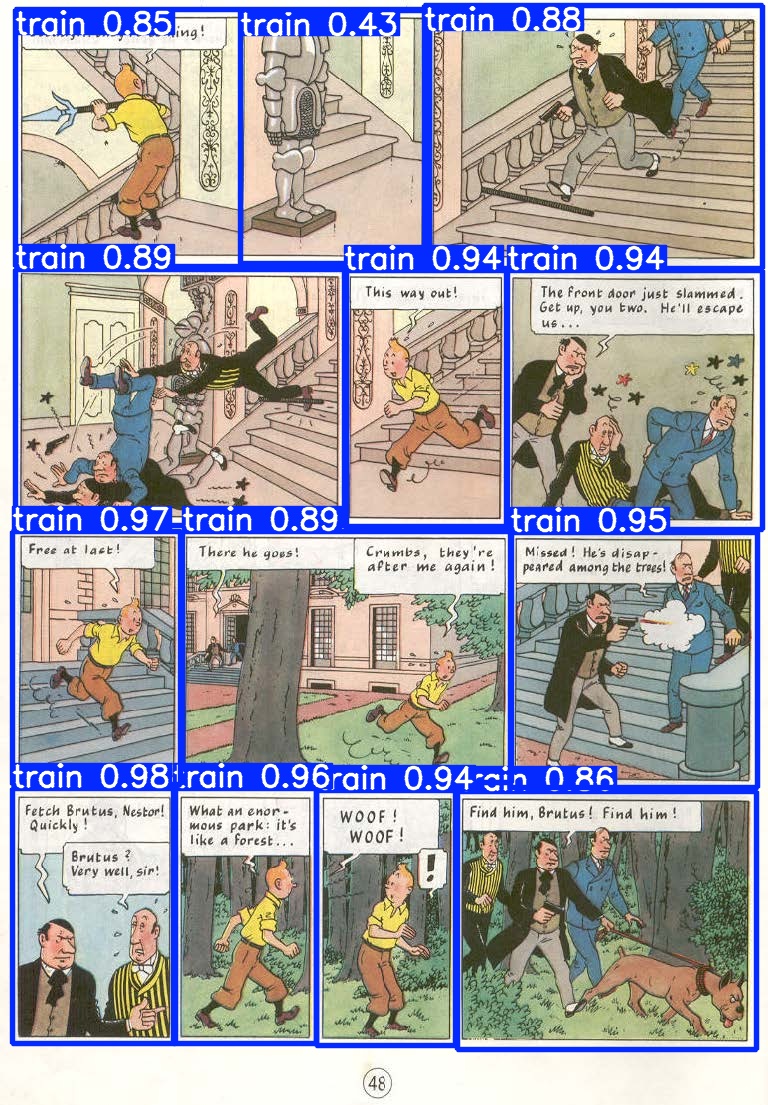 train 0.85
train 0.43
train 0.88
train 0.89
train 0.94
This way out!
train 0.94
The front door just slammed.
Get up, you two. He'll escape
us...
train 0.97
Free at last!
train 0.89
There he goes!
Crumbs, they're
after me again!
train 0.95
Missed! He's disap-
peared among the trees!
train 0.98
Fetch Brutus, Nestor!
Quickly!
Brutus?
Very well, sir!
train 0.96
What an enor-
mous park: it's
like a forest...
train 0.94
WOOF!
WOOF!
!
0.86
Find him, Brutus! Find him!
48